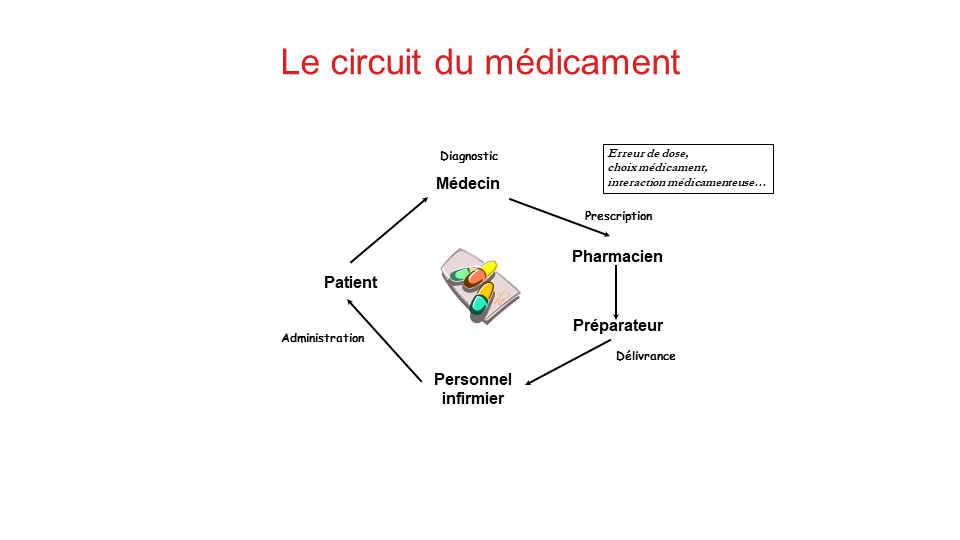 Le circuit du médicament
Diagnostic
Médecin
Erreur de dose,
choix médicament,
interaction médicamenteuse…
Prescription
Pharmacien
Patient
Préparateur
Administration
Délivrance
Personnel
infirmier